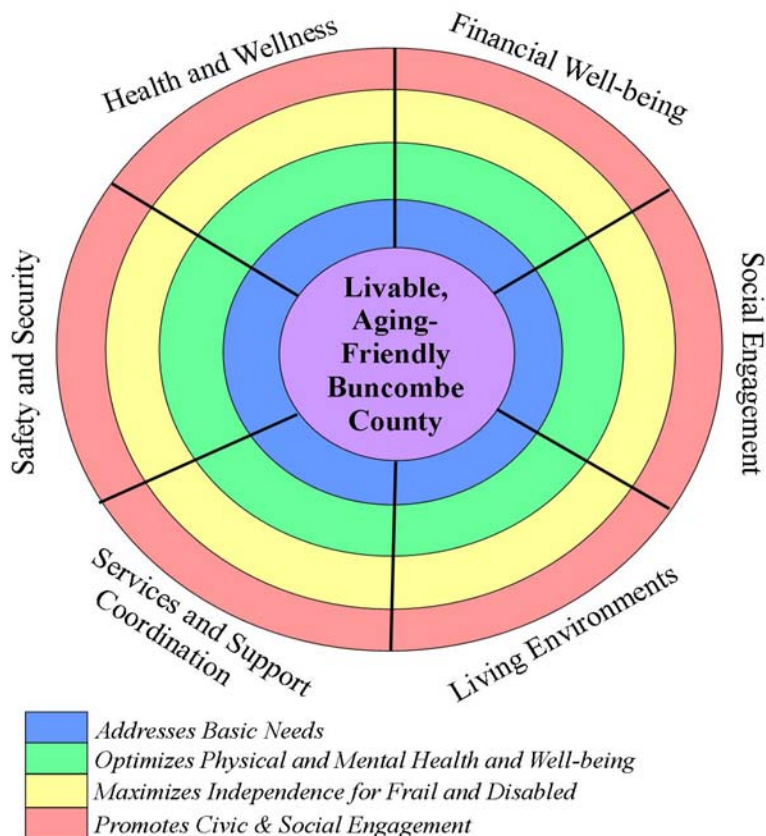 Health and Wellness
Financial Well-being
Safety and Security
Livable,
Aging-
Friendly
Buncombe
County
Social Engagement
Services and Support
Coordination
Living Environments
Addresses Basic Needs
Optimizes Physical and Mental Health and Well-being
Maximizes Independence for Frail and Disabled
Promotes Civic & Social Engagement